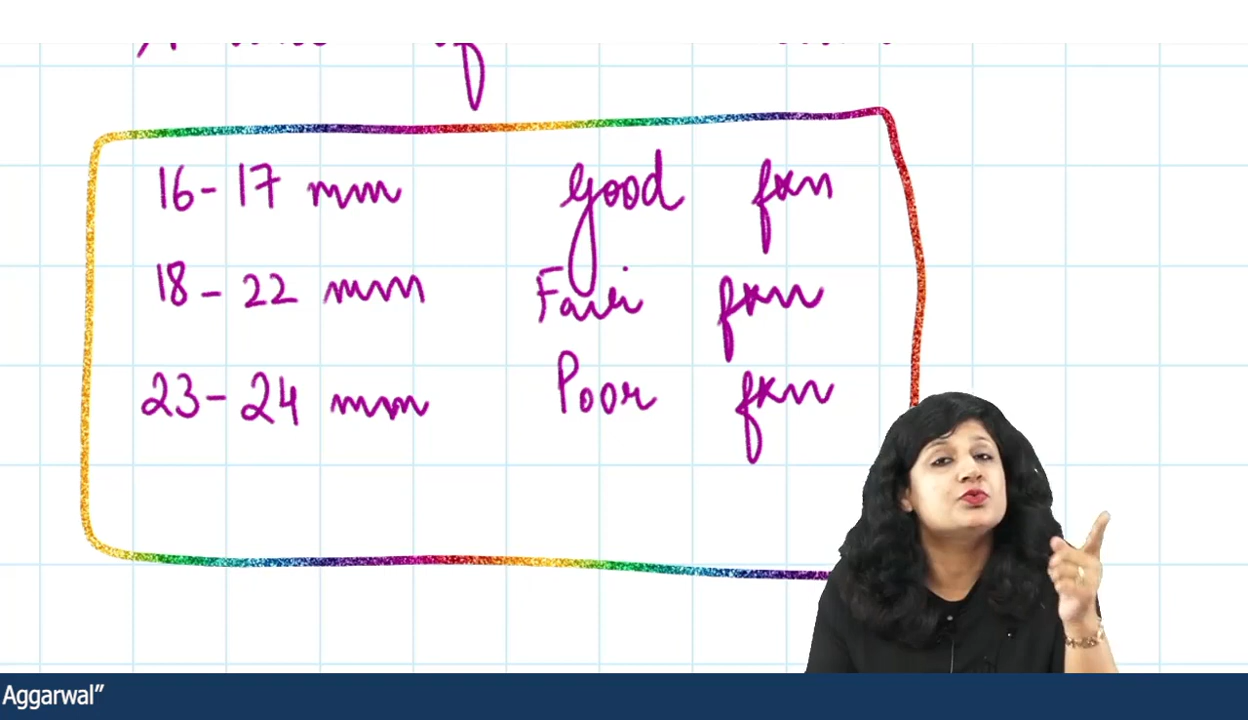 16-17 mm good fxn
18-22 mm Fair fxn
23-24 mm Poor fxn
Aggarwal”